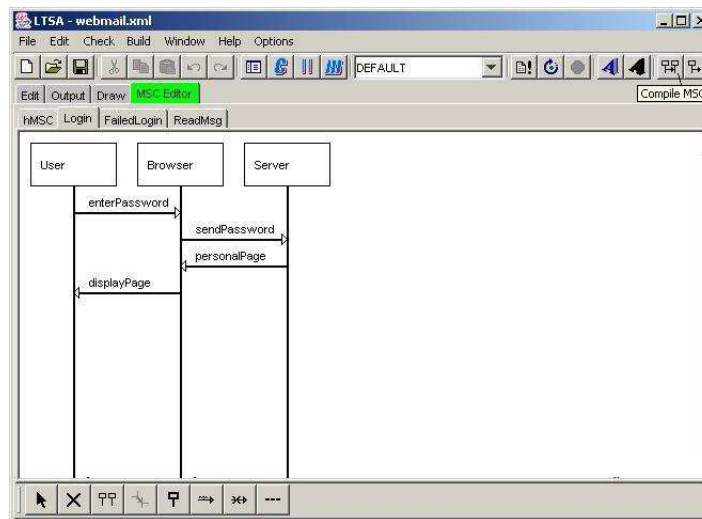 LTSA - webmail.xml
File Edit Check Build Window Help Options
DEFAULT
Edit Output Draw MSC Editor
Compile MSC
hMSC Login FailedLogin ReadMsg
User Browser Server
enterPassword
sendPassword
personalPage
displayPage